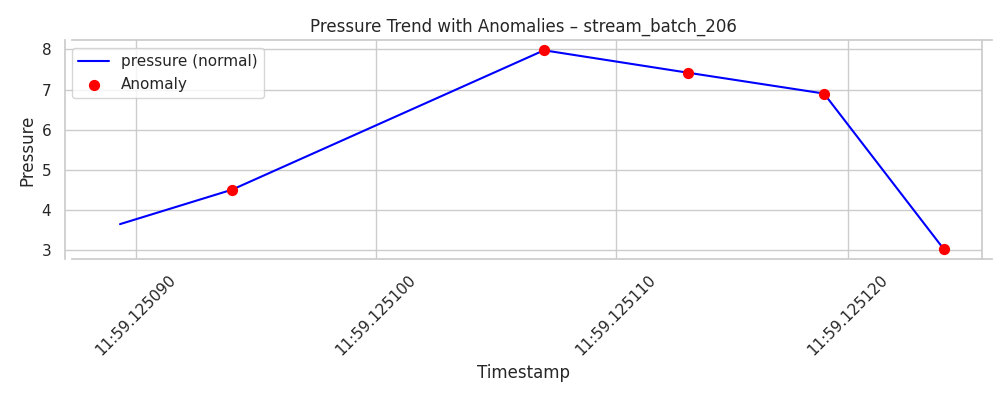 Pressure Trend with Anomalies – stream_batch_206
pressure (normal)
Anomaly
Pressure
8
7
6
5
4
3
11:59.125090
11:59.125100
11:59.125110
11:59.125120
Timestamp